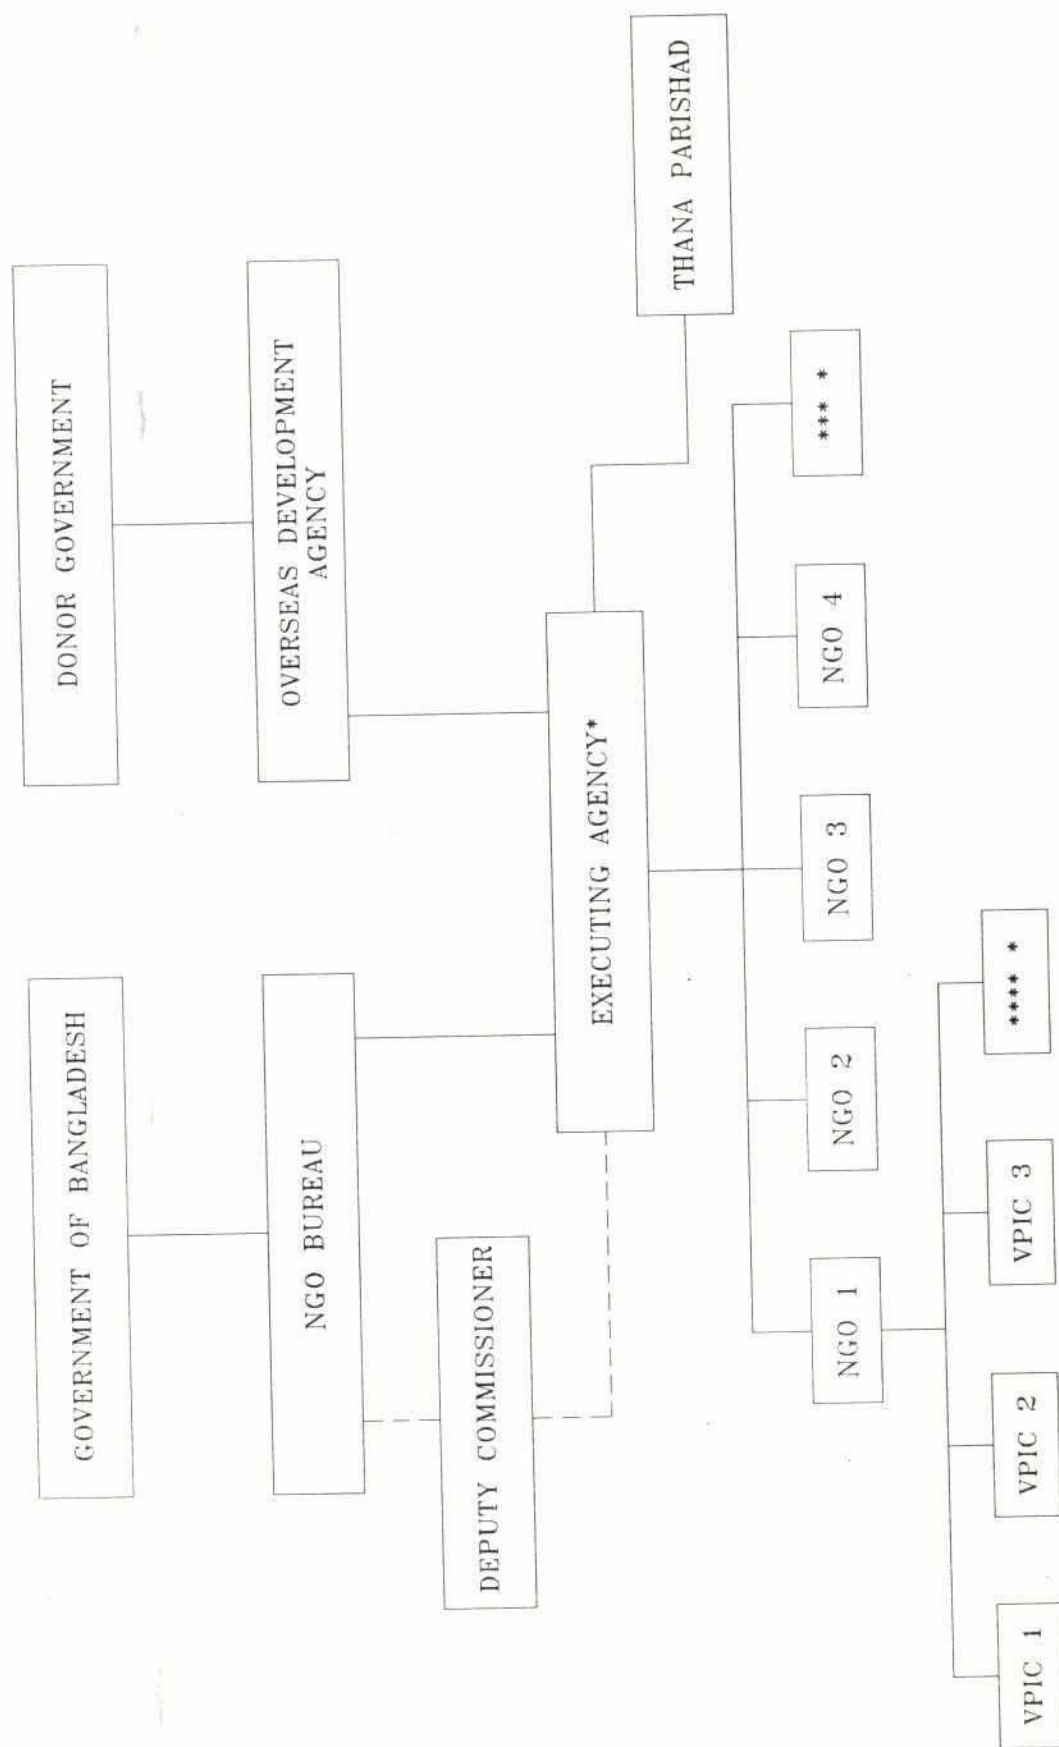 GOVERNMENT OF BANGLADESH
DONOR GOVERNMENT
NGO BUREAU
OVERSEAS DEVELOPMENT
AGENCY
DEPUTY COMMISSIONER
EXECUTING AGENCY*
THANA PARISHAD
NGO 1
NGO 2
NGO 3
NGO 4
*** *
VPIC 1
VPIC 2
VPIC 3
**** *